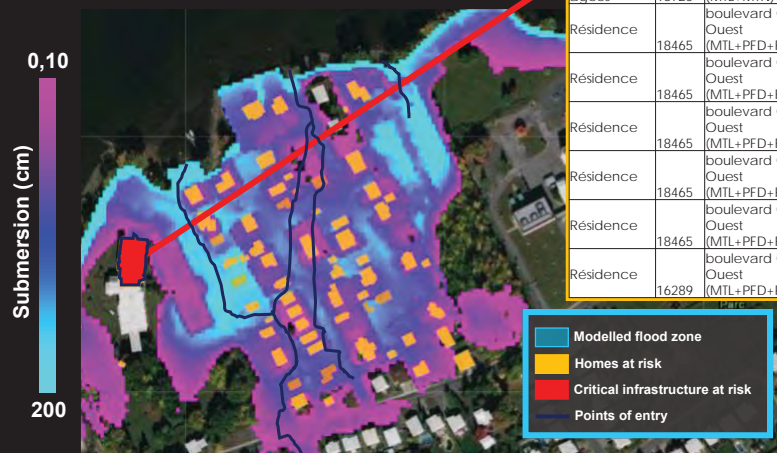 0,10
Submersion (cm)
200
Résidence
18465
boulevard
Ouest
(MTL+PFD+
Résidence
18465
boulevard
Ouest
(MTL+PFD+
Résidence
18465
boulevard
Ouest
(MTL+PFD+
Résidence
18465
boulevard
Ouest
(MTL+PFD+
Résidence
18465
boulevard
Ouest
(MTL+PFD+
Résidence
16289
boulevard
Ouest
(MTL+PFD+
Modelled flood zone
Homes at risk
Critical infrastructure at risk
Points of entry